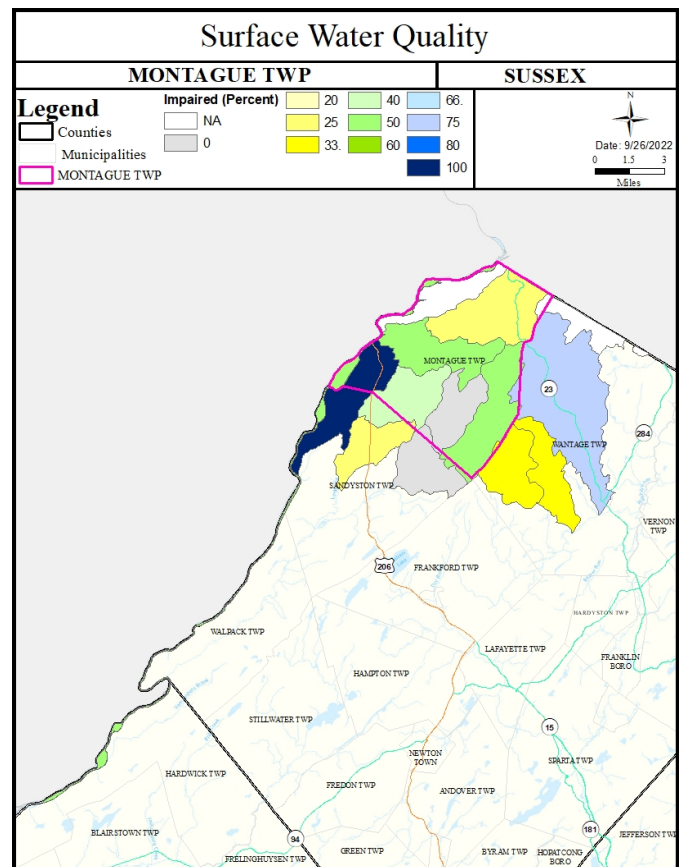 Surface Water Quality
MONTAGUE TWP
SUSSEX
Legend
Counties
Municipalities
MONTAGUE TWP
Impaired (Percent)
NA
0
20
25
33.
40
50
60
66.
75
80
100
N
Date: 9/26/2022
0 1.5 3
Miles
MONTAGUE TWP
23
WANTAGE TWP
284
SANDYSTON TWP
VERNON
TWP
206
FRANKFORD TWP
HARDYSTON TWP
WALPACK TWP
LAFAYETTE TWP
FRANKLIN
BORO
HAMPTON TWP
STILLWATER TWP
15
NEWTON
TOWN
SPARTA TWP
HARDWICK TWP
FREDON TWP
ANDOVER TWP
BLAIRSTOWN TWP
94
181
JEFFERSON TWP
GREEN TWP
BYRAM TWP
HOPATCONG
BORO
FRELINGHUYSEN TWP